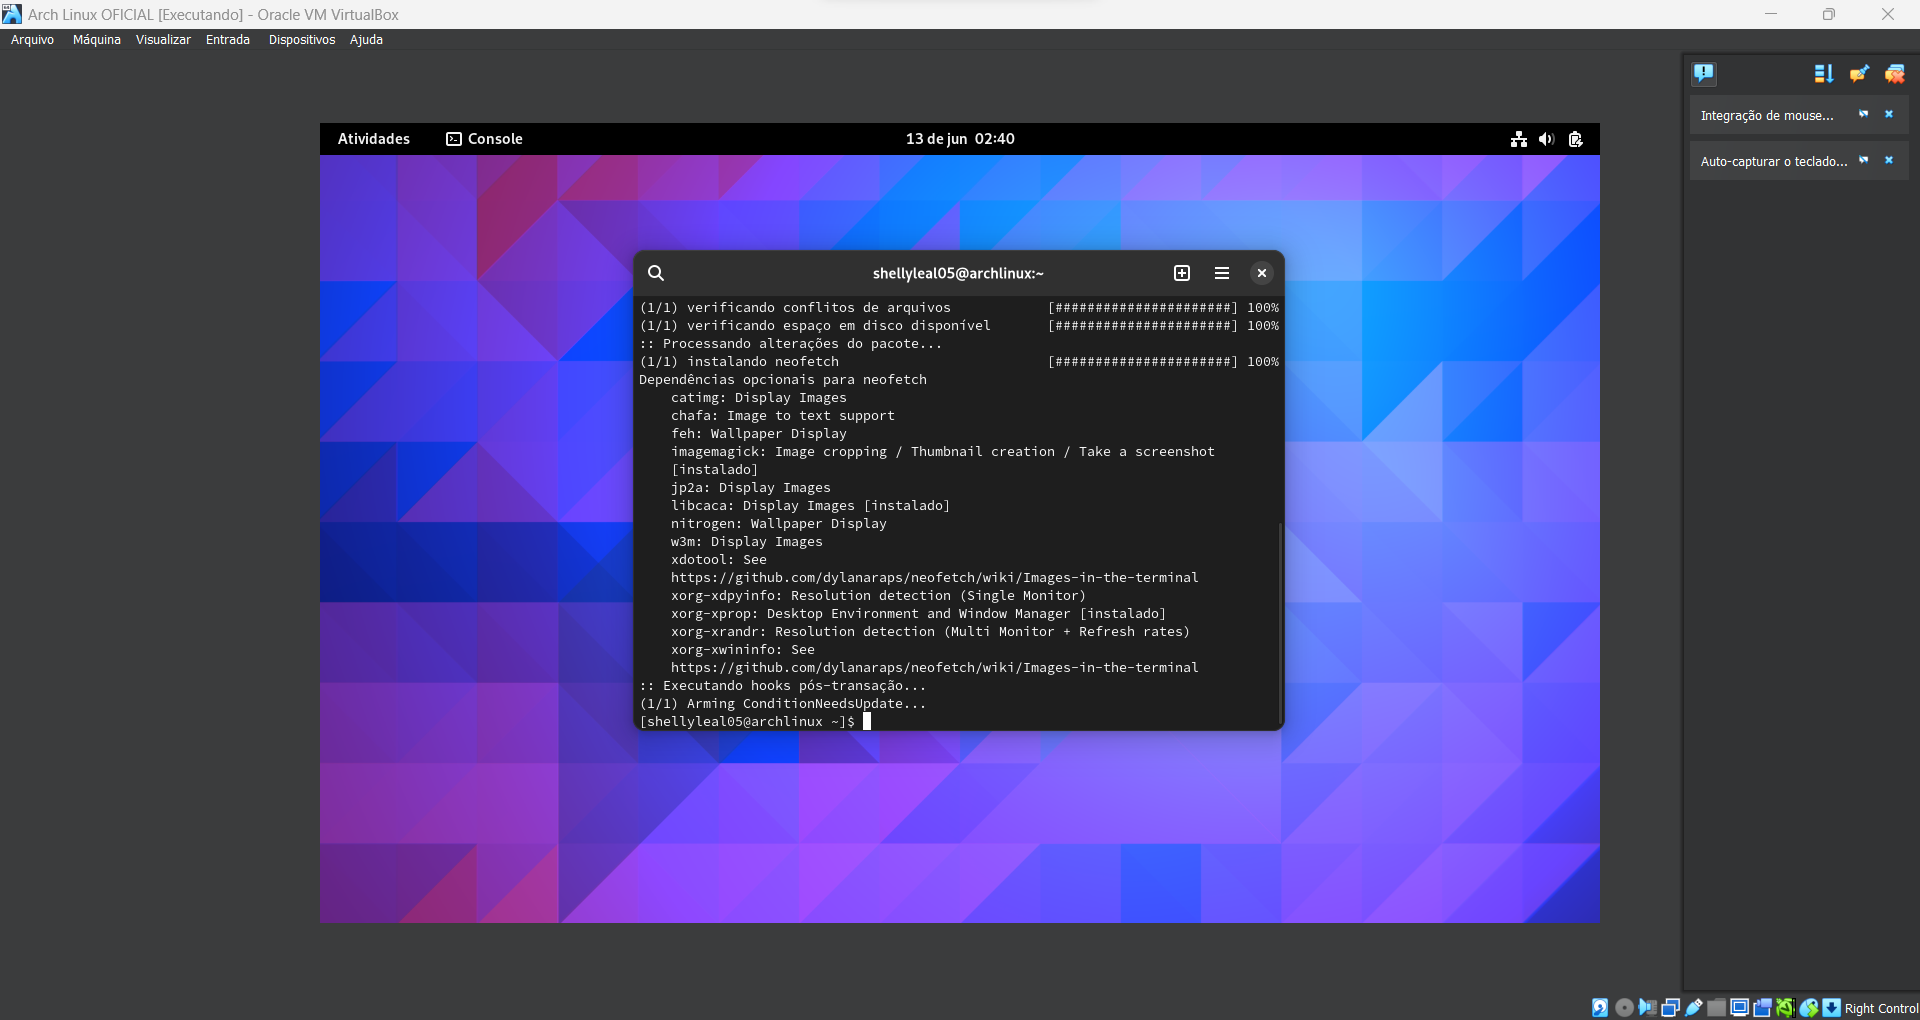 Arch Linux OFICIAL [Executando] - Oracle VM VirtualBox
Arquivo Máquina Visualizar Entrada Dispositivos Ajuda
Integração de mouse...
Auto-capturar o teclado...
Atividades Console 13 de jun 02:40
shellyleal05@archlinux:~
(1/1) verificando conflitos de arquivos [######################] 100%
(1/1) verificando espaço em disco disponível [######################] 100%
:: Processando alterações do pacote...
(1/1) instalando neofetch [######################] 100%
Dependências opcionais para neofetch
catimg: Display Images
chafa: Image to text support
feh: Wallpaper Display
imagemagick: Image cropping / Thumbnail creation / Take a screenshot
[instalado]
jp2a: Display Images
libcaca: Display Images [instalado]
nitrogen: Wallpaper Display
w3m: Display Images
xdotool: See
https://github.com/dylanaraps/neofetch/wiki/Images-in-the-terminal
xorg-xdpyinfo: Resolution detection (Single Monitor)
xorg-xprop: Desktop Environment and Window Manager [instalado]
xorg-xrandr: Resolution detection (Multi Monitor + Refresh rates)
xorg-xwininfo: See
https://github.com/dylanaraps/neofetch/wiki/Images-in-the-terminal
:: Executando hooks pós-transação...
(1/1) Arming ConditionNeedsUpdate...
[shellyleal05@archlinux ~]$
Right Control